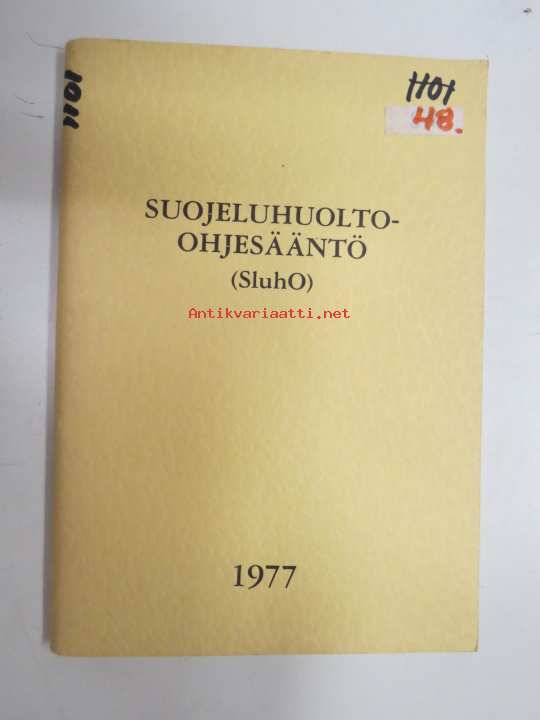 1101
1101
48.
SUOJELUHUOLTO-
OHJESÄÄNTÖ
(SluhO)
Antikvariaatti.net
1977